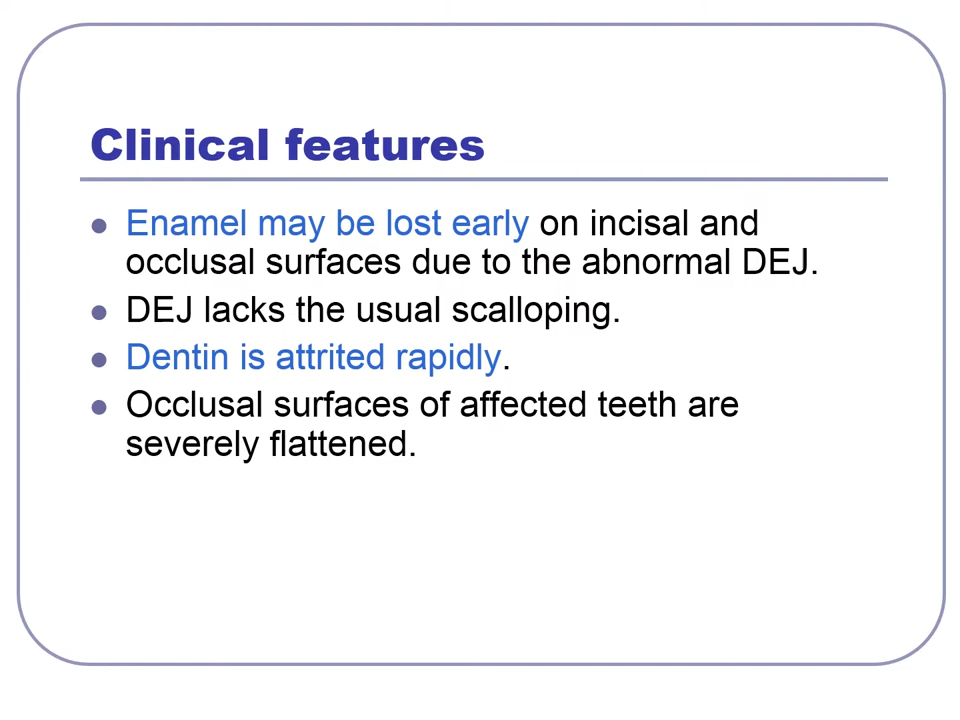 Clinical features
Enamel may be lost early on incisal and
occlusal surfaces due to the abnormal DEJ.
DEJ lacks the usual scalloping.
Dentin is attrited rapidly.
Occlusal surfaces of affected teeth are
severely flattened.